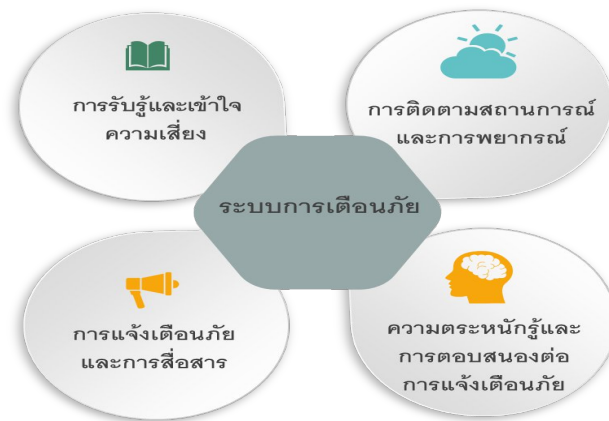 การรับรู้และเข้าใจ
ความเสี่ยง
การติดตามสถานการณ์
และการพยากรณ์
ระบบการเตือนภัย
การแจ้งเตือนภัย
และการสื่อสาร
ความตระหนักรู้และ
การตอบสนองต่อ
การแจ้งเตือนภัย